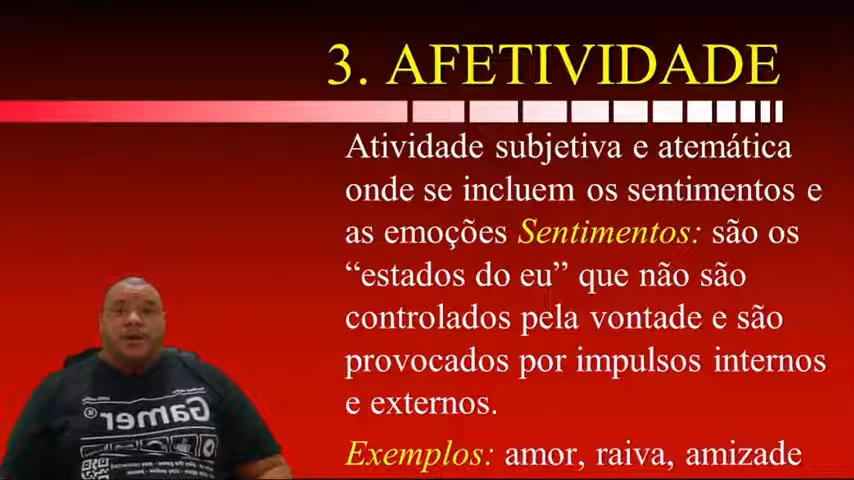 3. AFETIVIDADE
Atividade subjetiva e atemática
onde se incluem os sentimentos e
as emoções Sentimentos: são os
“estados do eu” que não são
controlados pela vontade e são
provocados por impulsos internos
e externos.
Exemplos: amor, raiva, amizade
Gamer®